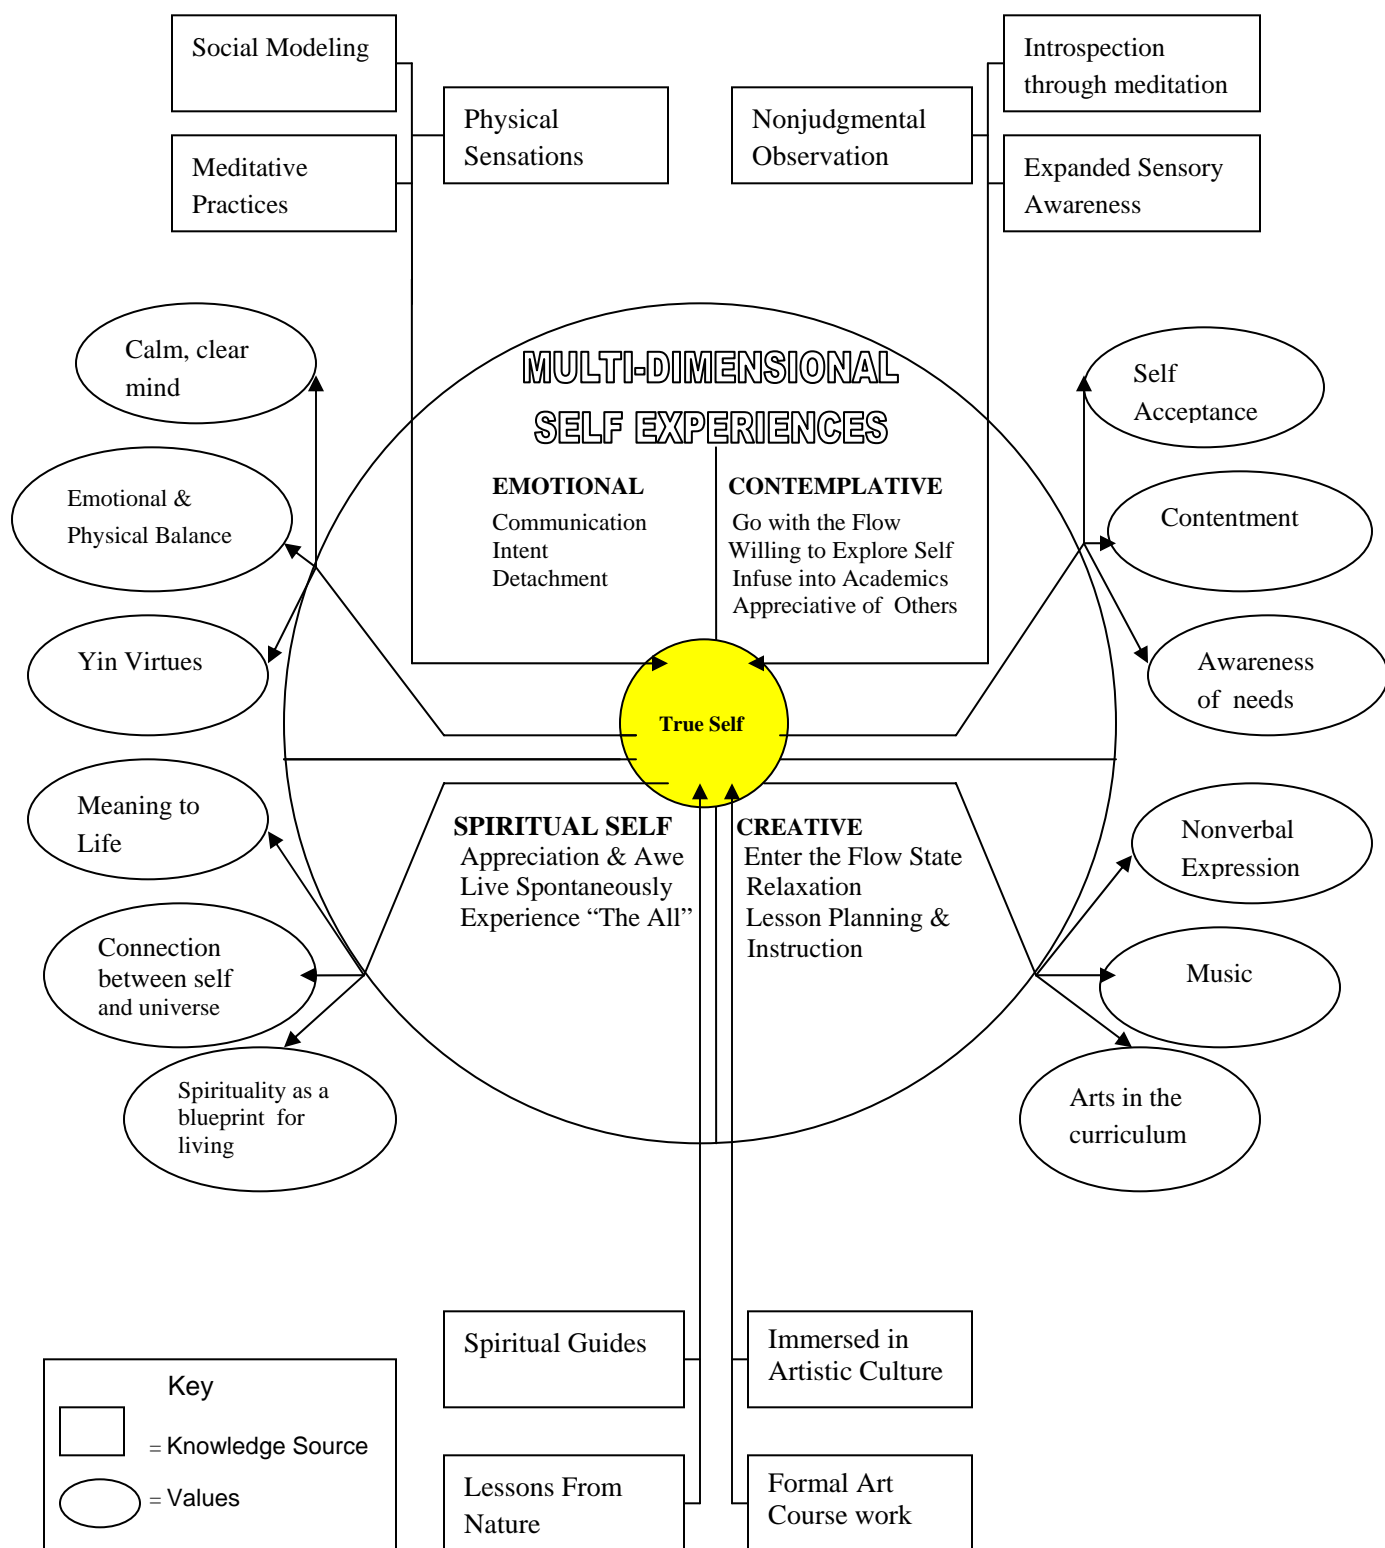 Social Modeling
Physical
Sensations
Meditative
Practices
Nonjudgmental
Observation
Introspection
through meditation
Expanded Sensory
Awareness
Calm, clear
mind
Emotional &
Physical Balance
Yin Virtues
MULTI-DIMENSIONAL
SELF EXPERIENCES
EMOTIONAL
Communication
Intent
Detachment
CONTEMPLATIVE
Go with the Flow
Willing to Explore Self
Infuse into Academics
Appreciative of Others
Self
Acceptance
Contentment
Awareness
of needs
True Self
Meaning to
Life
Connection
between self
and universe
Spirituality as a
blueprint for
living
SPIRITUAL SELF
Appreciation & Awe
Live Spontaneously
Experience “The All”
CREATIVE
Enter the Flow State
Relaxation
Lesson Planning &
Instruction
Nonverbal
Expression
Music
Arts in the
curriculum
Spiritual Guides
Immersed in
Artistic Culture
Lessons From
Nature
Formal Art
Course work
Key
= Knowledge Source
= Values